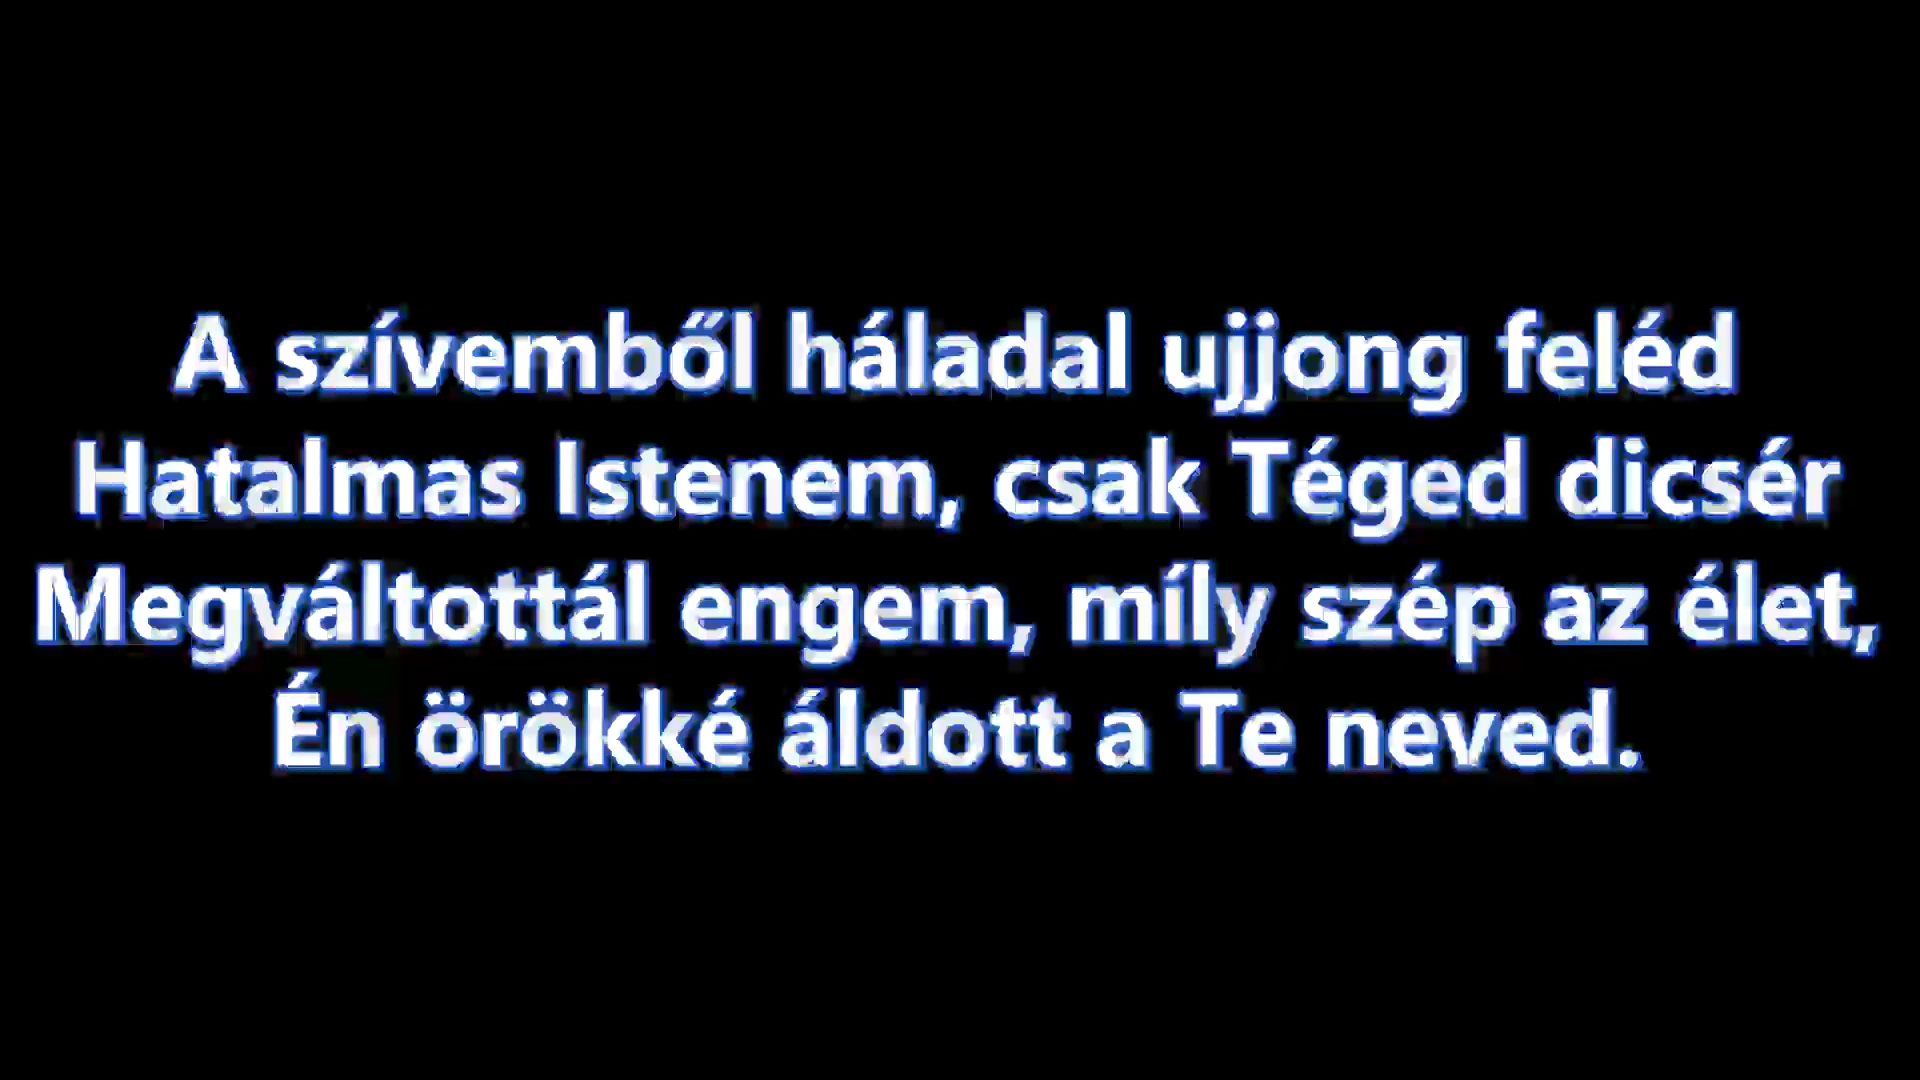 A szívemből háladal ujjong feléd
Hatalmas Istenem, csak Téged dicsér
Megváltottál engem, míly szép az élet,
Én örökké áldott a Te neved.